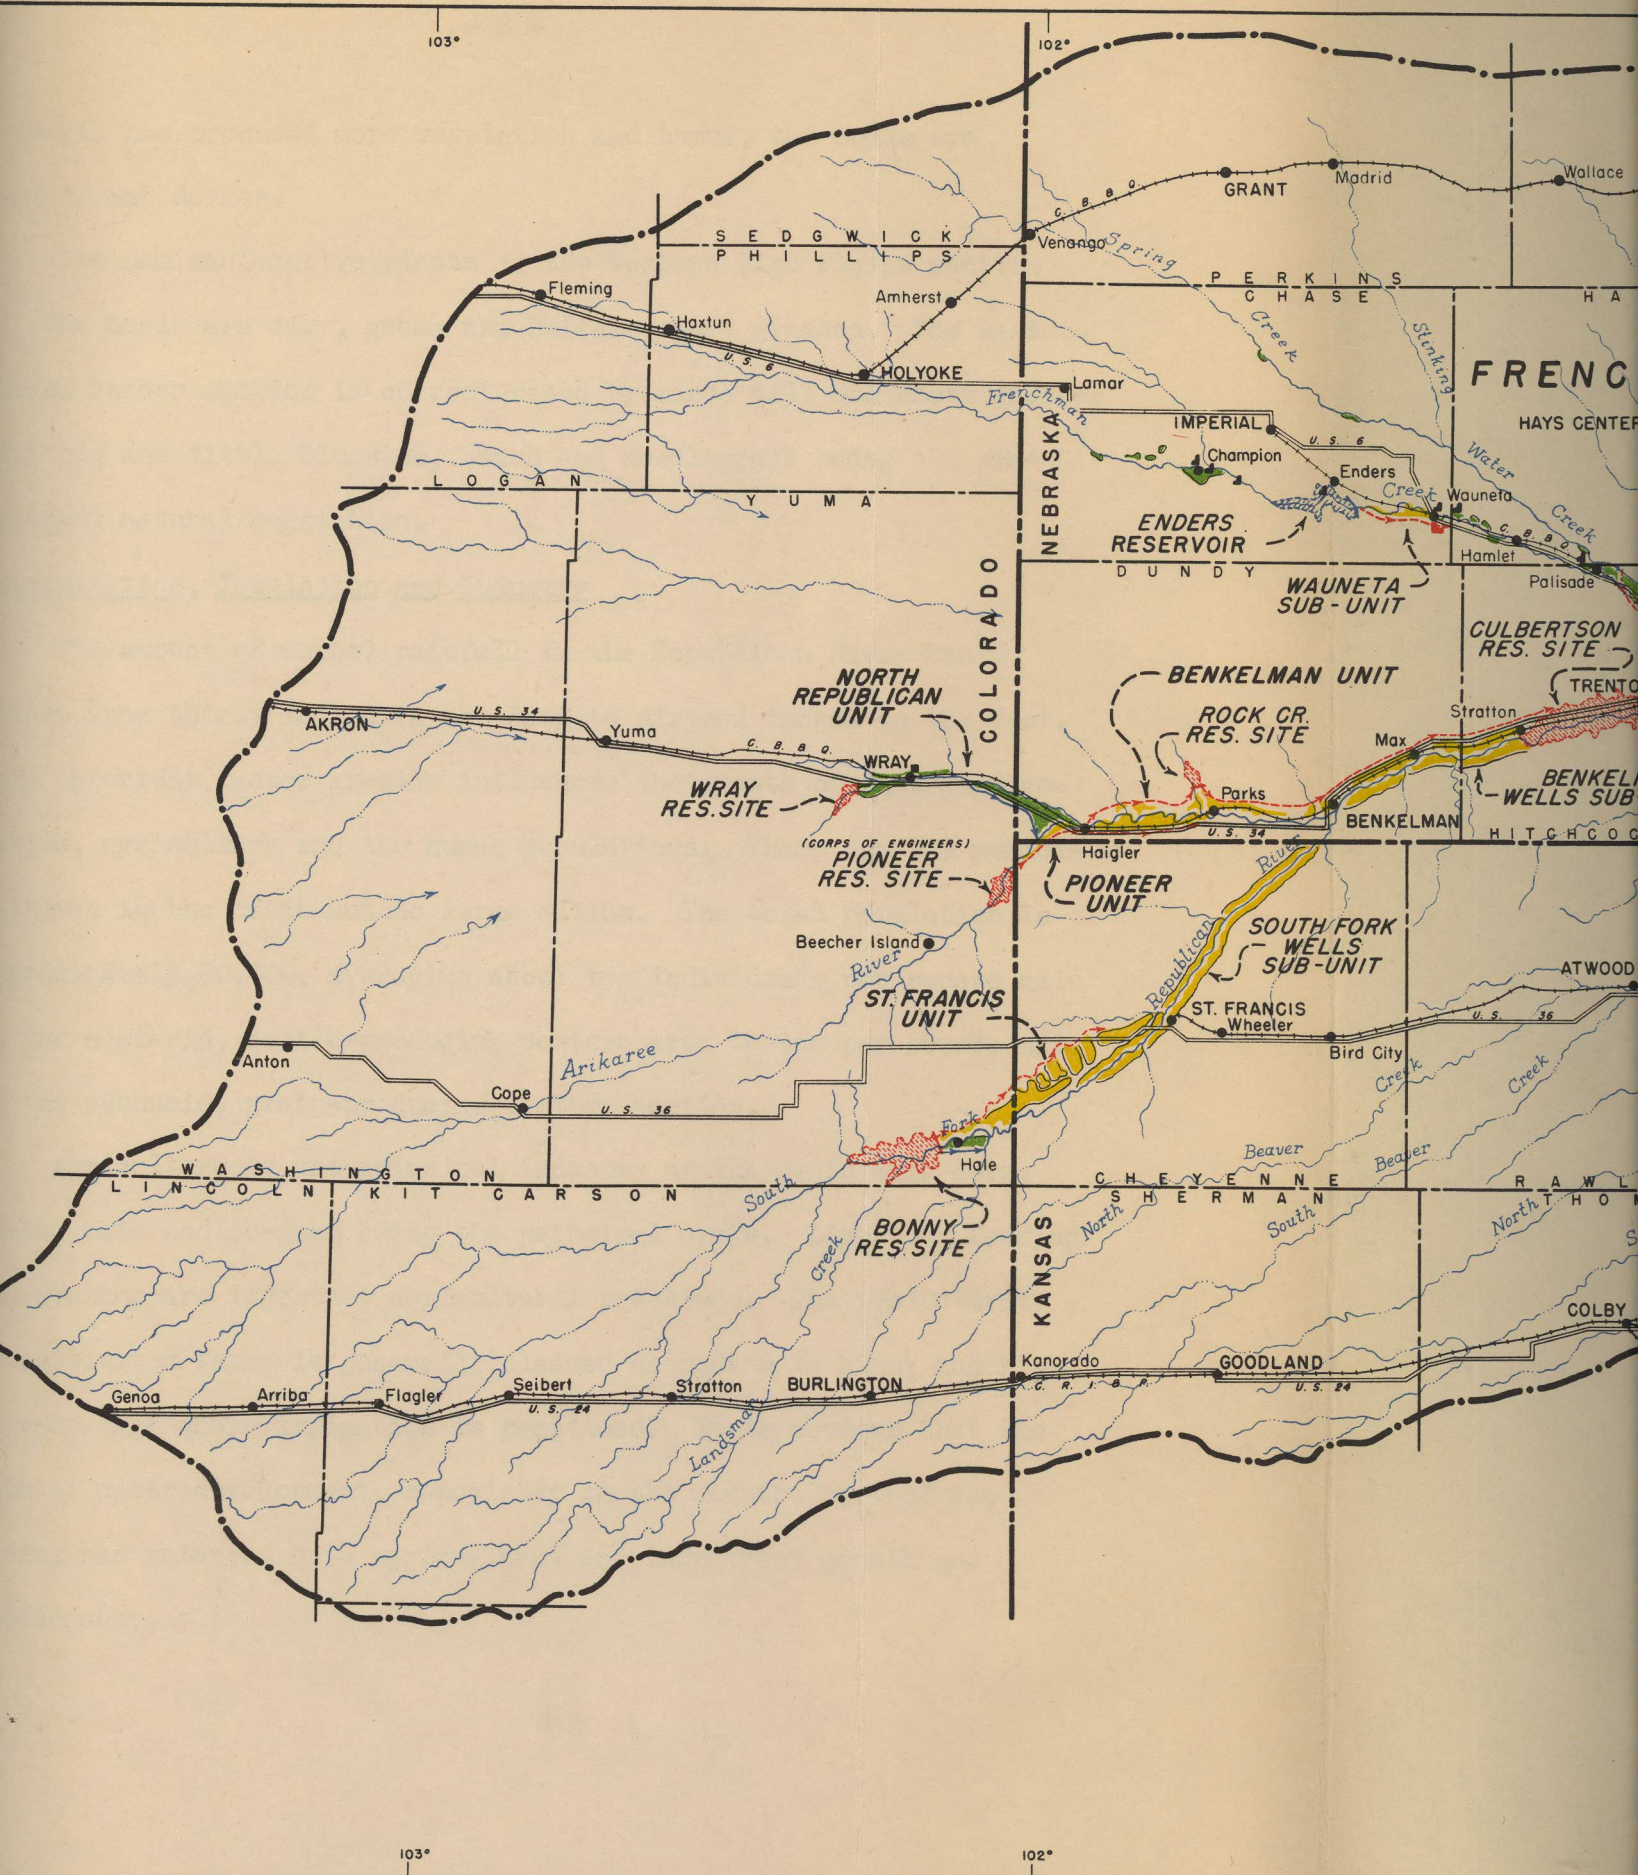 103°
102°
GRANT
Madrid
Wallace
C. B. & Q.
Venango
Spring
SEDGWICK
PHILLIPS
PERKINS
CHASE
HA
Fleming
Amherst
Haxtun
U. S. 6
HOLYOKE
Creek
Stinking
Lamar
Frenchman
FRENC
HAYS CENTER
IMPERIAL
U. S. 6
Champion
Enders
Water
Creek
Wauneta
Creek
LOGAN
YUMA
NEBRASKA
ENDERS
RESERVOIR
C. B. & Q.
Hamlet
Palisade
DUNDY
WAUNETA
SUB-UNIT
COLORADO
CULBERTSON
RES. SITE
TRENTO
NORTH
REPUBLICAN
UNIT
BENKELMAN UNIT
ROCK CR.
RES. SITE
Stratton
Max
AKRON
U. S. 34
Yuma
C. B. & Q.
WRAY
WRAY
RES. SITE
Parks
BENKELMAN
BENKEL
WELLS SUB
U. S. 34
HITCHCOC
Haigler
(CORPS OF ENGINEERS)
PIONEER
RES. SITE
PIONEER
UNIT
River
SOUTH FORK
WELLS
SUB-UNIT
Republican
Beecher Island
River
ATWOOD
ST. FRANCIS
UNIT
ST. FRANCIS
Wheeler
U. S. 36
Bird City
Creek
Creek
Anton
Arikaree
Cope
U. S. 36
Fork
Hale
Beaver
Beaver
WASHINGTON
LINCOLN
KIT CARSON
South
CHEYENNE
SHERMAN
RAWL
THO
North
South
North
S
BONNY
RES. SITE
Creek
KANSAS
COLBY
Kanorado
GOODLAND
C. R. I. & P.
U. S. 24
Genoa
Arriba
Flagler
Seibert
U. S. 24
Stratton
BURLINGTON
Landsman
103°
102°